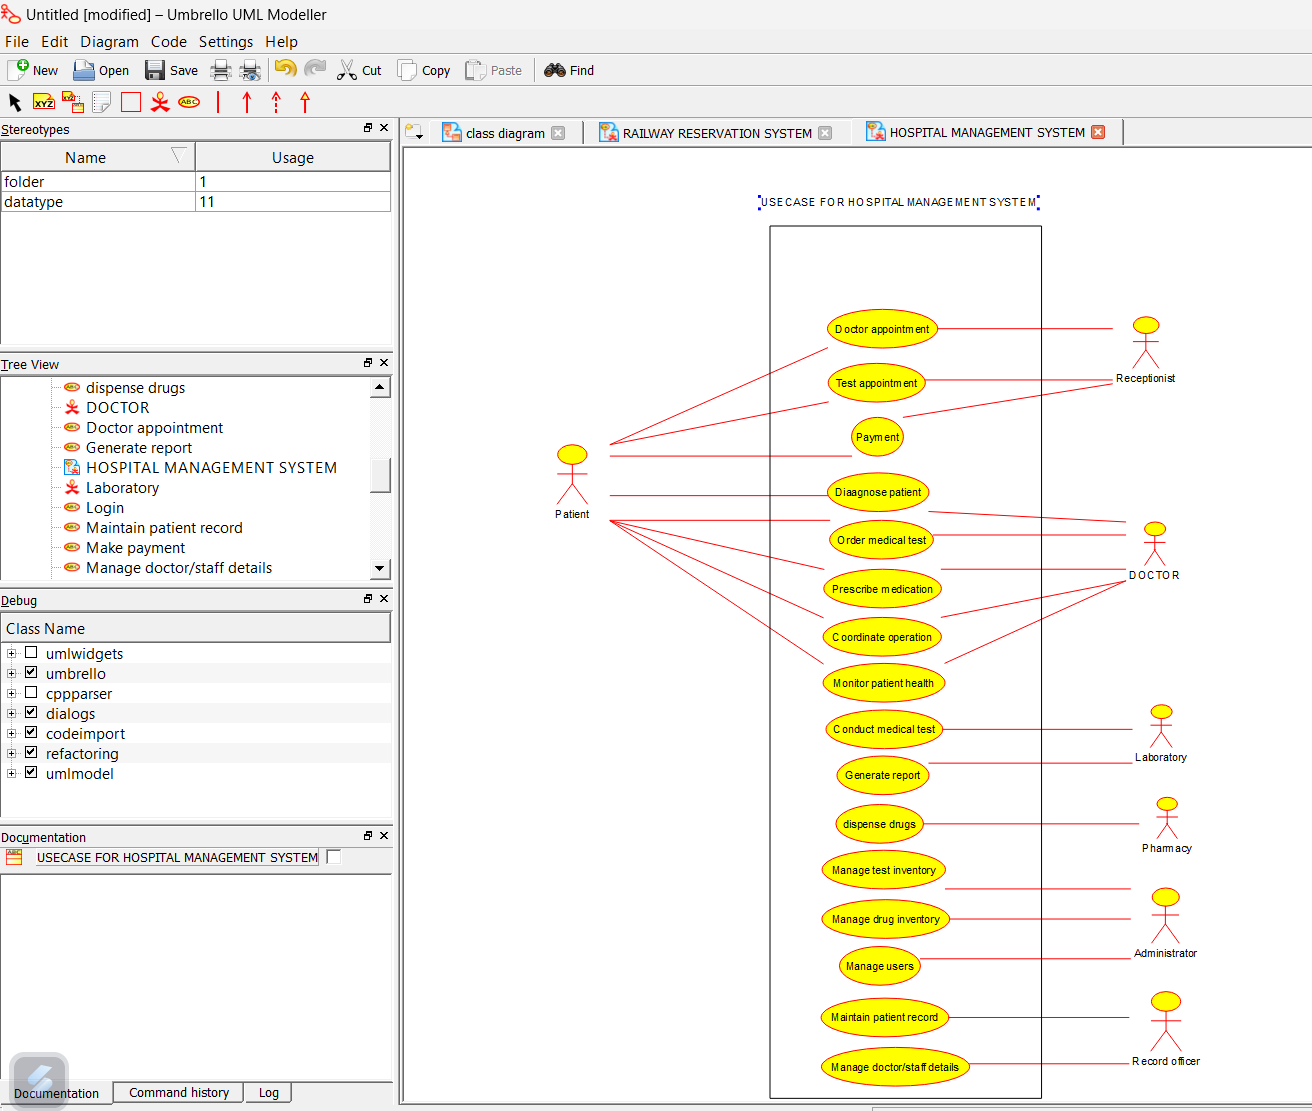 Untitled [modified] – Umbrello UML Modeller
File Edit Diagram Code Settings Help
New Open Save Cut Copy Paste Find
XYZ XYZ ABC
Stereotypes
Name Usage
folder 1
datatype 11
Tree View
dispense drugs
DOCTOR
Doctor appointment
Generate report
HOSPITAL MANAGEMENT SYSTEM
Laboratory
Login
Maintain patient record
Make payment
Manage doctor/staff details
Debug
Class Name
umlwidgets
umbrello
cppparser
dialogs
codeimport
refactoring
umlmodel
Documentation
USECASE FOR HOSPITAL MANAGEMENT SYSTEM
Documentation Command history Log
class diagram RAILWAY RESERVATION SYSTEM HOSPITAL MANAGEMENT SYSTEM
USECASE FOR HOSPITAL MANAGEMENT SYSTEM
Doctor appointment
Receptionist
Test appointment
Payment
Patient
Diaagnose patient
Order medical test
DOCTOR
Prescribe medication
Coordinate operation
Monitor patient health
Conduct medical test
Laboratory
Generate report
dispense drugs
Pharmacy
Manage test inventory
Manage drug inventory
Administrator
Manage users
Maintain patient record
Record officer
Manage doctor/staff details